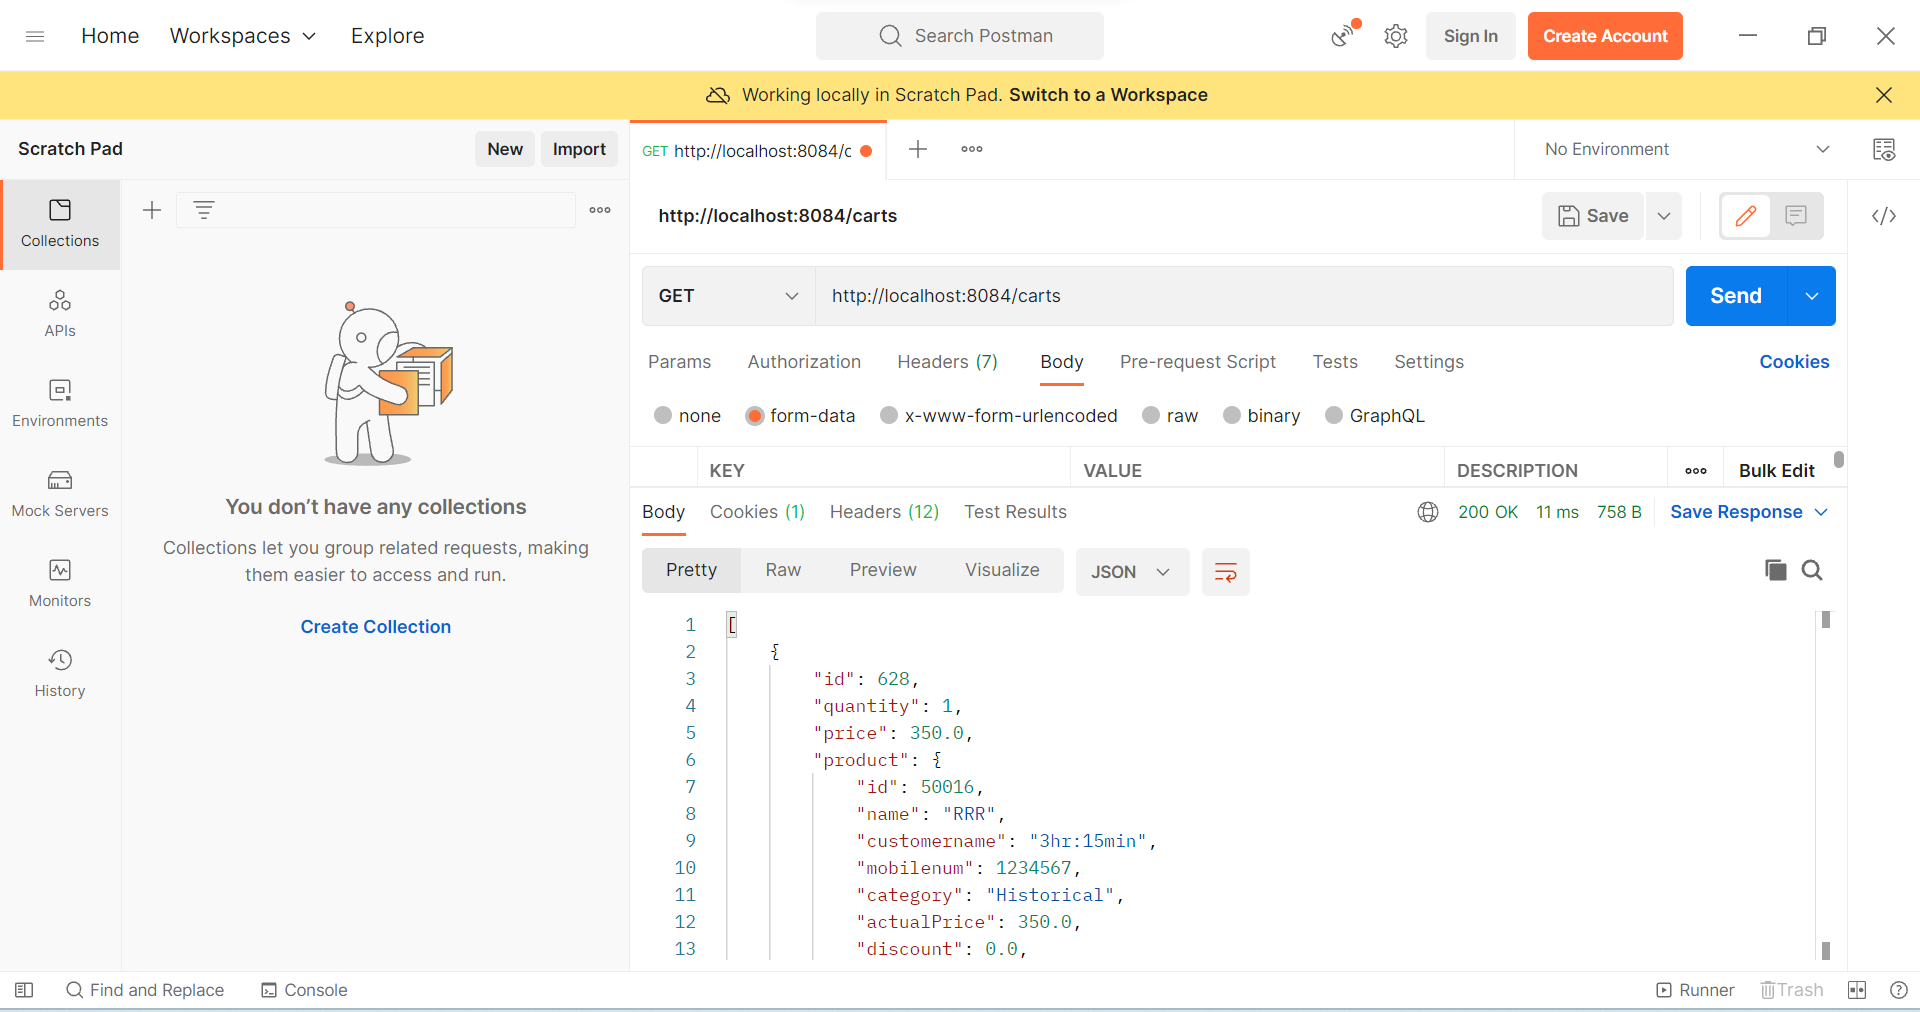 Home Workspaces Explore Search Postman Sign In Create Account
Working locally in Scratch Pad. Switch to a Workspace
Scratch Pad New Import GET http://localhost:8084/c No Environment
http://localhost:8084/carts Save
Collections
GET http://localhost:8084/carts Send
APIs
Params Authorization Headers (7) Body Pre-request Script Tests Settings Cookies
Environments
none form-data x-www-form-urlencoded raw binary GraphQL
KEY VALUE DESCRIPTION Bulk Edit
Mock Servers
You don’t have any collections
Collections let you group related requests, making
them easier to access and run.
Create Collection
Monitors
History
Body Cookies (1) Headers (12) Test Results 200 OK 11 ms 758 B Save Response
Pretty Raw Preview Visualize JSON
1 [
2 {
3 "id": 628,
4 "quantity": 1,
5 "price": 350.0,
6 "product": {
7 "id": 50016,
8 "name": "RRR",
9 "customername": "3hr:15min",
10 "mobilenum": 1234567,
11 "category": "Historical",
12 "actualPrice": 350.0,
13 "discount": 0.0,
Find and Replace Console Runner Trash